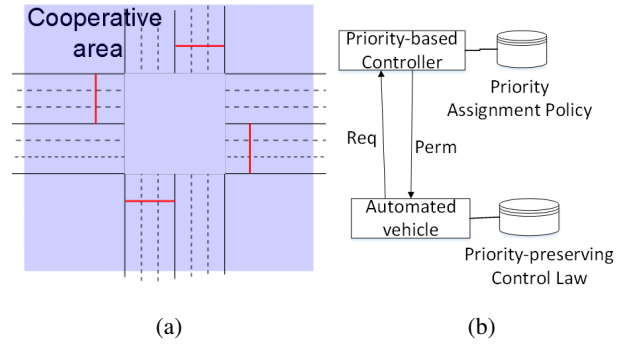 Cooperative
area
Priority-based
Controller
Priority
Assignment Policy
Req
Perm
Automated
vehicle
Priority-preserving
Control Law
(a)
(b)